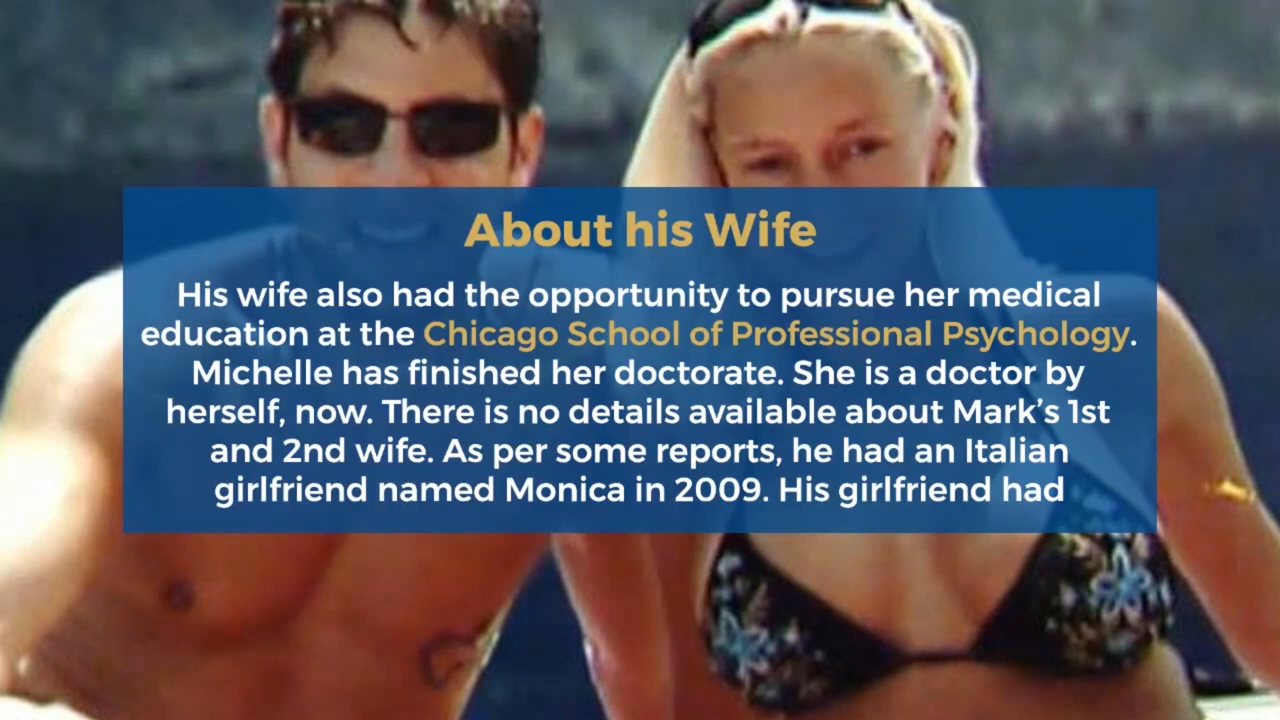 About his Wife
His wife also had the opportunity to pursue her medical
education at the Chicago School of Professional Psychology.
Michelle has finished her doctorate. She is a doctor by
herself, now. There is no details available about Mark's 1st
and 2nd wife. As per some reports, he had an Italian
girlfriend named Monica in 2009. His girlfriend had